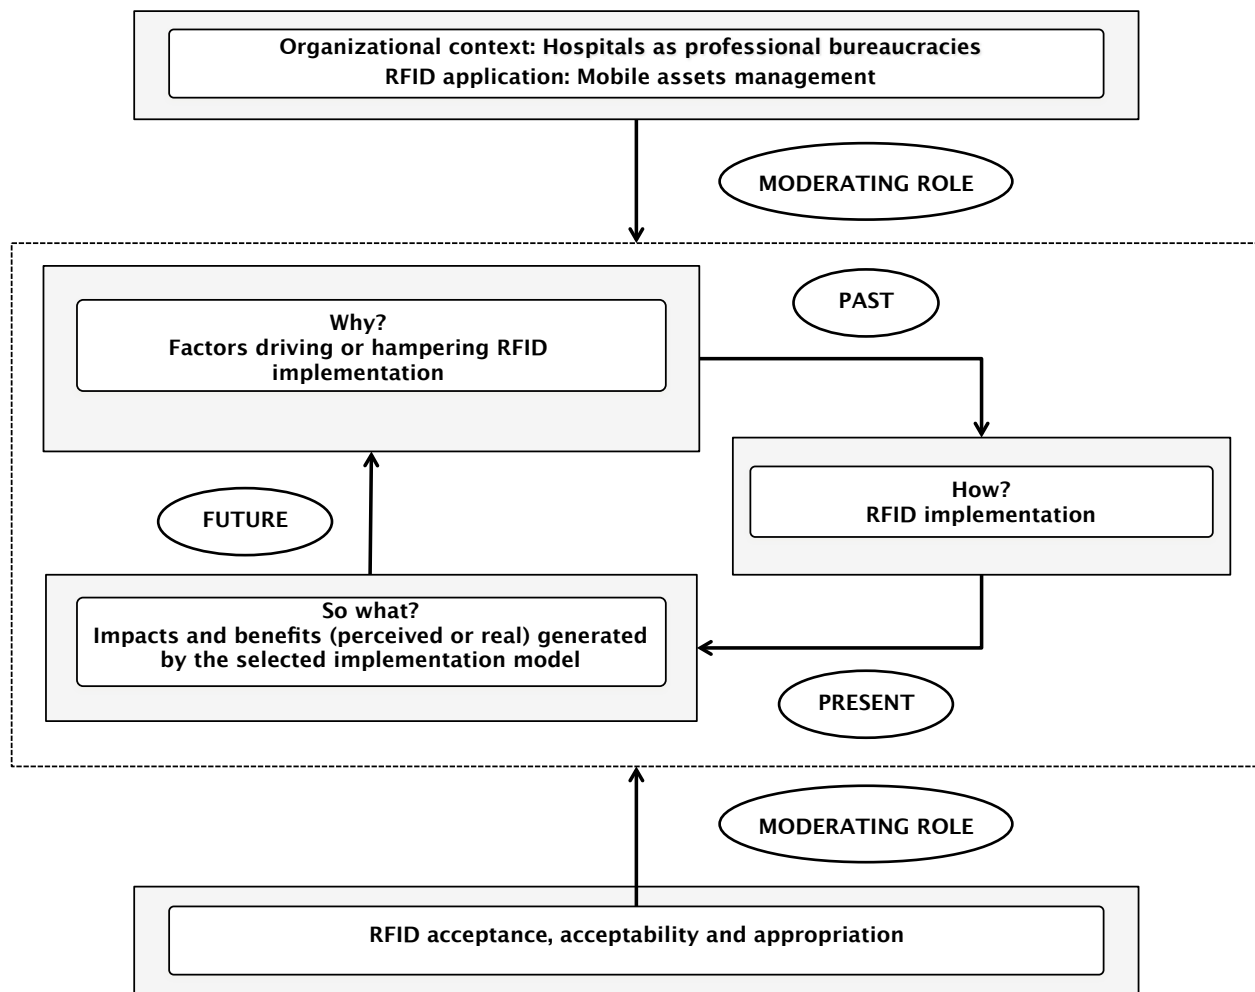 Organizational context: Hospitals as professional bureaucracies
RFID application: Mobile assets management
MODERATING ROLE
Why?
Factors driving or hampering RFID
implementation
PAST
How?
RFID implementation
FUTURE
So what?
Impacts and benefits (perceived or real) generated
by the selected implementation model
PRESENT
MODERATING ROLE
RFID acceptance, acceptability and appropriation